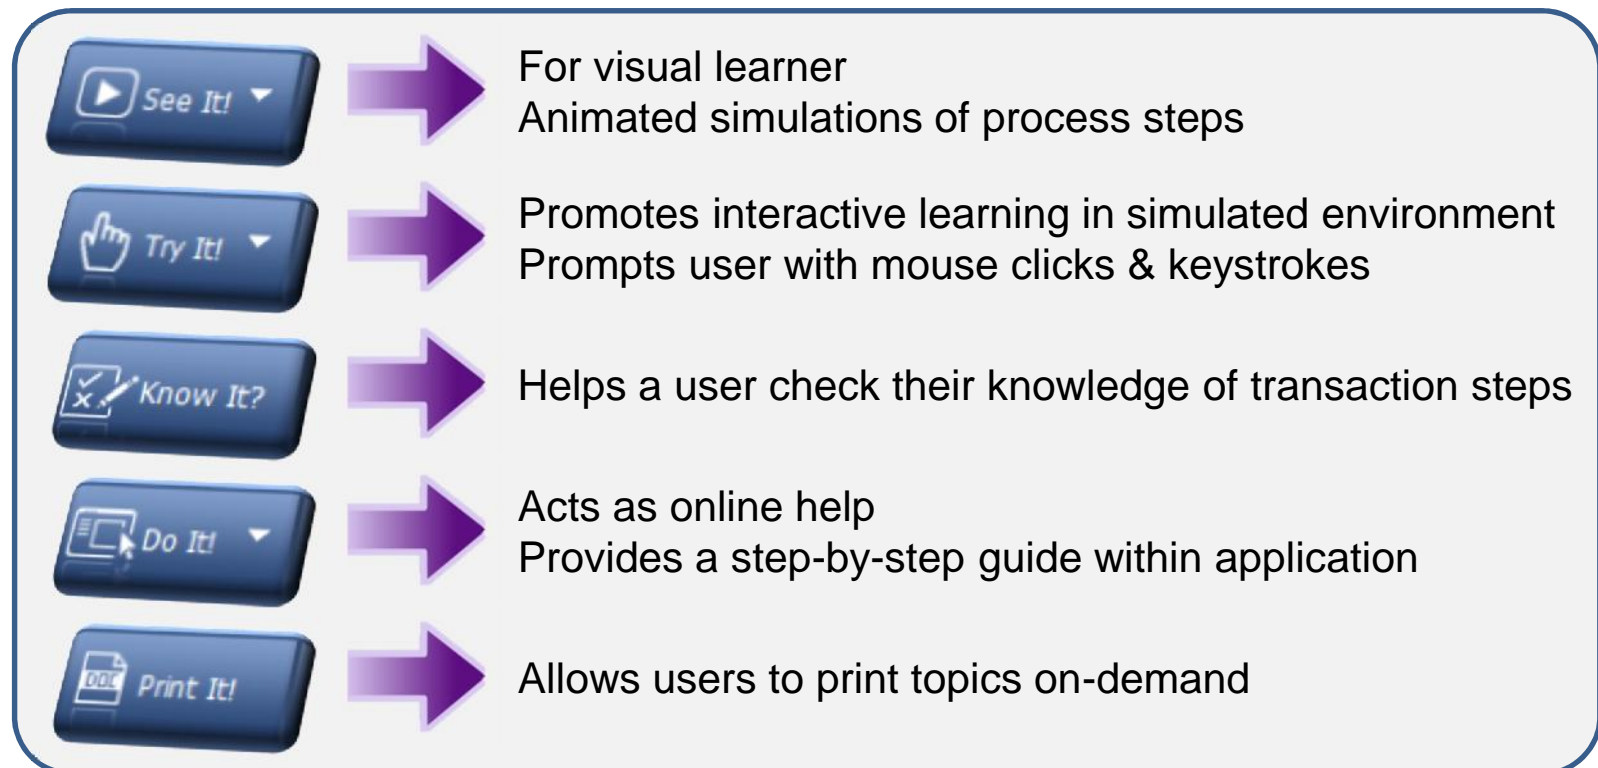 See It!
For visual learner
Animated simulations of process steps
Try It!
Promotes interactive learning in simulated environment
Prompts user with mouse clicks & keystrokes
Know It?
Helps a user check their knowledge of transaction steps
Do It!
Acts as online help
Provides a step-by-step guide within application
DOC
Print It!
Allows users to print topics on-demand